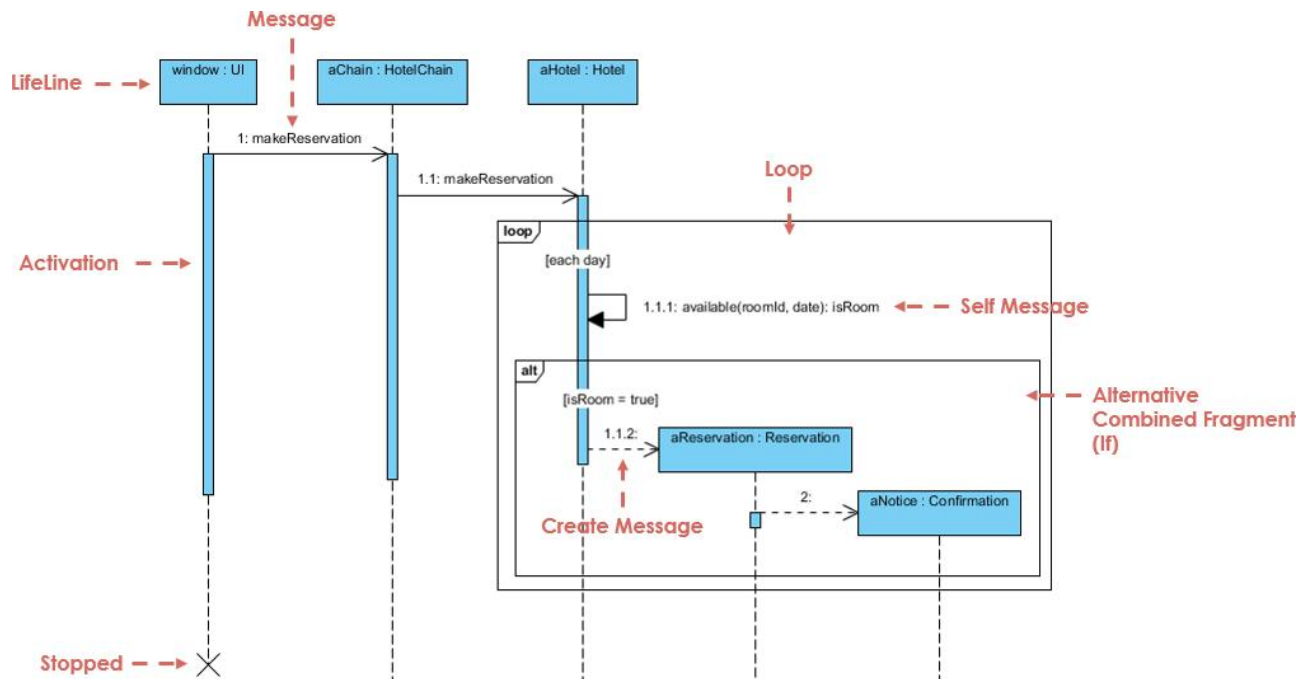 Message
LifeLine
window : UI
aChain : HotelChain
aHotel : Hotel
1: makeReservation
1.1: makeReservation
Loop
loop
[each day]
Activation
1.1.1: available(roomId, date): isRoom
Self Message
alt
[isRoom = true]
Alternative
Combined Fragment
(If)
1.1.2:
aReservation : Reservation
2:
aNotice : Confirmation
Create Message
Stopped